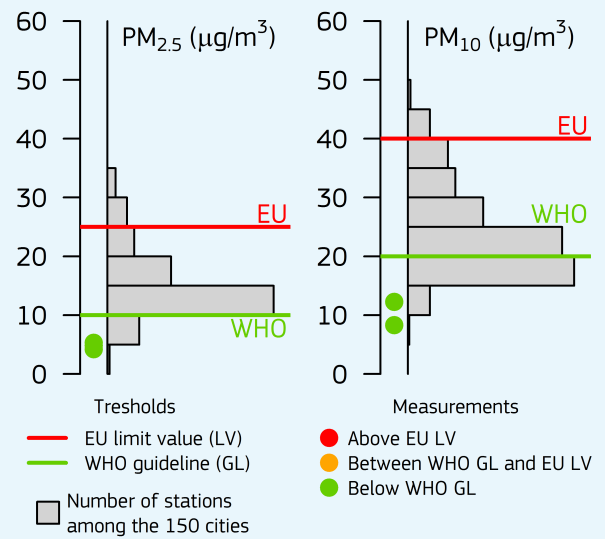 PM2.5 (µg/m³)
60
50
40
30
20
10
0
EU
WHO
PM10 (µg/m³)
60
50
40
30
20
10
0
EU
WHO
Tresholds
EU limit value (LV)
WHO guideline (GL)
Number of stations
among the 150 cities
Measurements
Above EU LV
Between WHO GL and EU LV
Below WHO GL